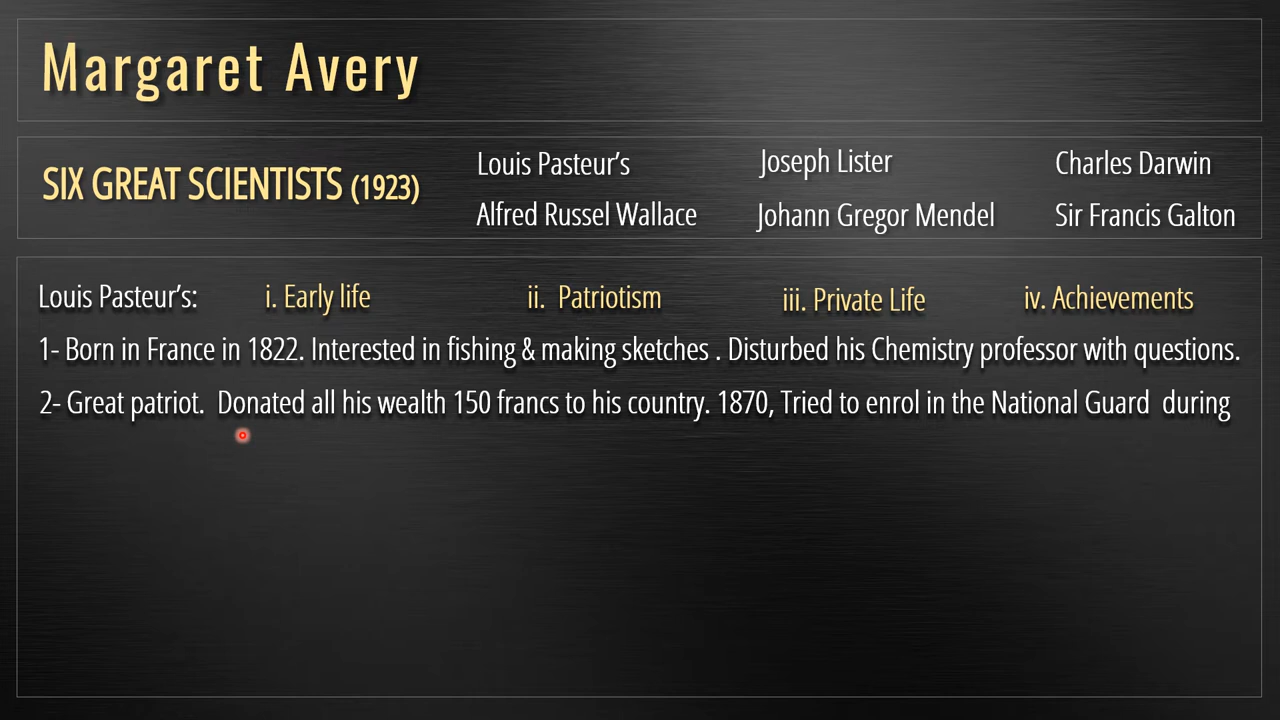 Margaret Avery
SIX GREAT SCIENTISTS (1923)
Louis Pasteur’s
Joseph Lister
Charles Darwin
Alfred Russel Wallace
Johann Gregor Mendel
Sir Francis Galton
Louis Pasteur’s: i. Early life ii. Patriotism iii. Private Life iv. Achievements
1- Born in France in 1822. Interested in fishing & making sketches . Disturbed his Chemistry professor with questions.
2- Great patriot. Donated all his wealth 150 francs to his country. 1870, Tried to enrol in the National Guard during